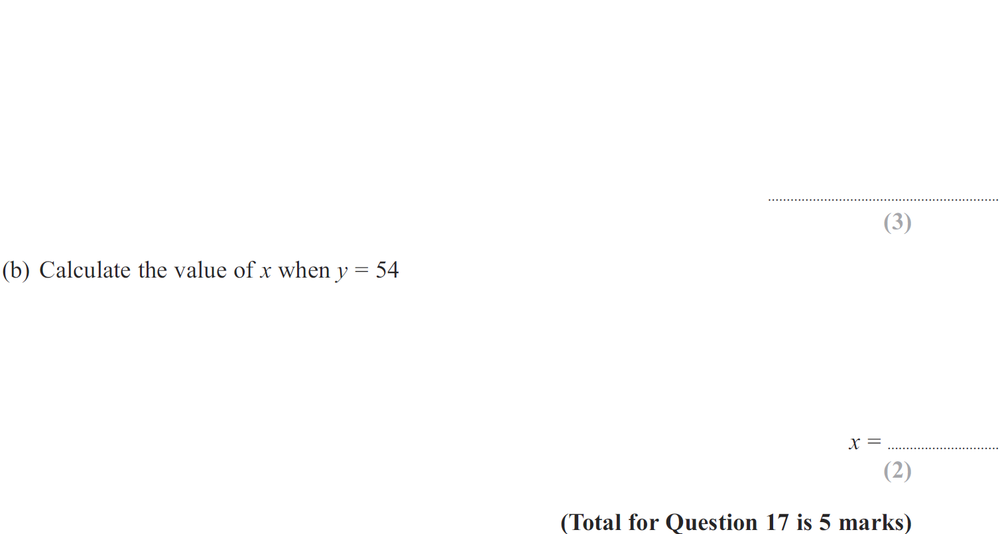 (3)
(b) Calculate the value of x when y = 54
x = ..............................
(2)
(Total for Question 17 is 5 marks)